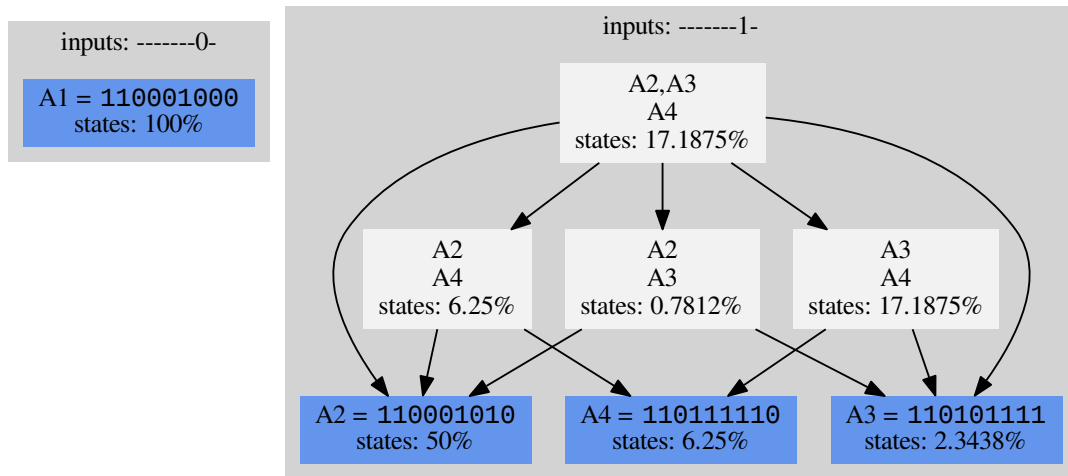 inputs: -------0-
A1 = 110001000
states: 100%
inputs: -------1-
A2,A3
A4
states: 17.1875%
A2
A4
states: 6.25%
A2
A3
states: 0.7812%
A3
A4
states: 17.1875%
A2 = 110001010
states: 50%
A4 = 110111110
states: 6.25%
A3 = 110101111
states: 2.3438%